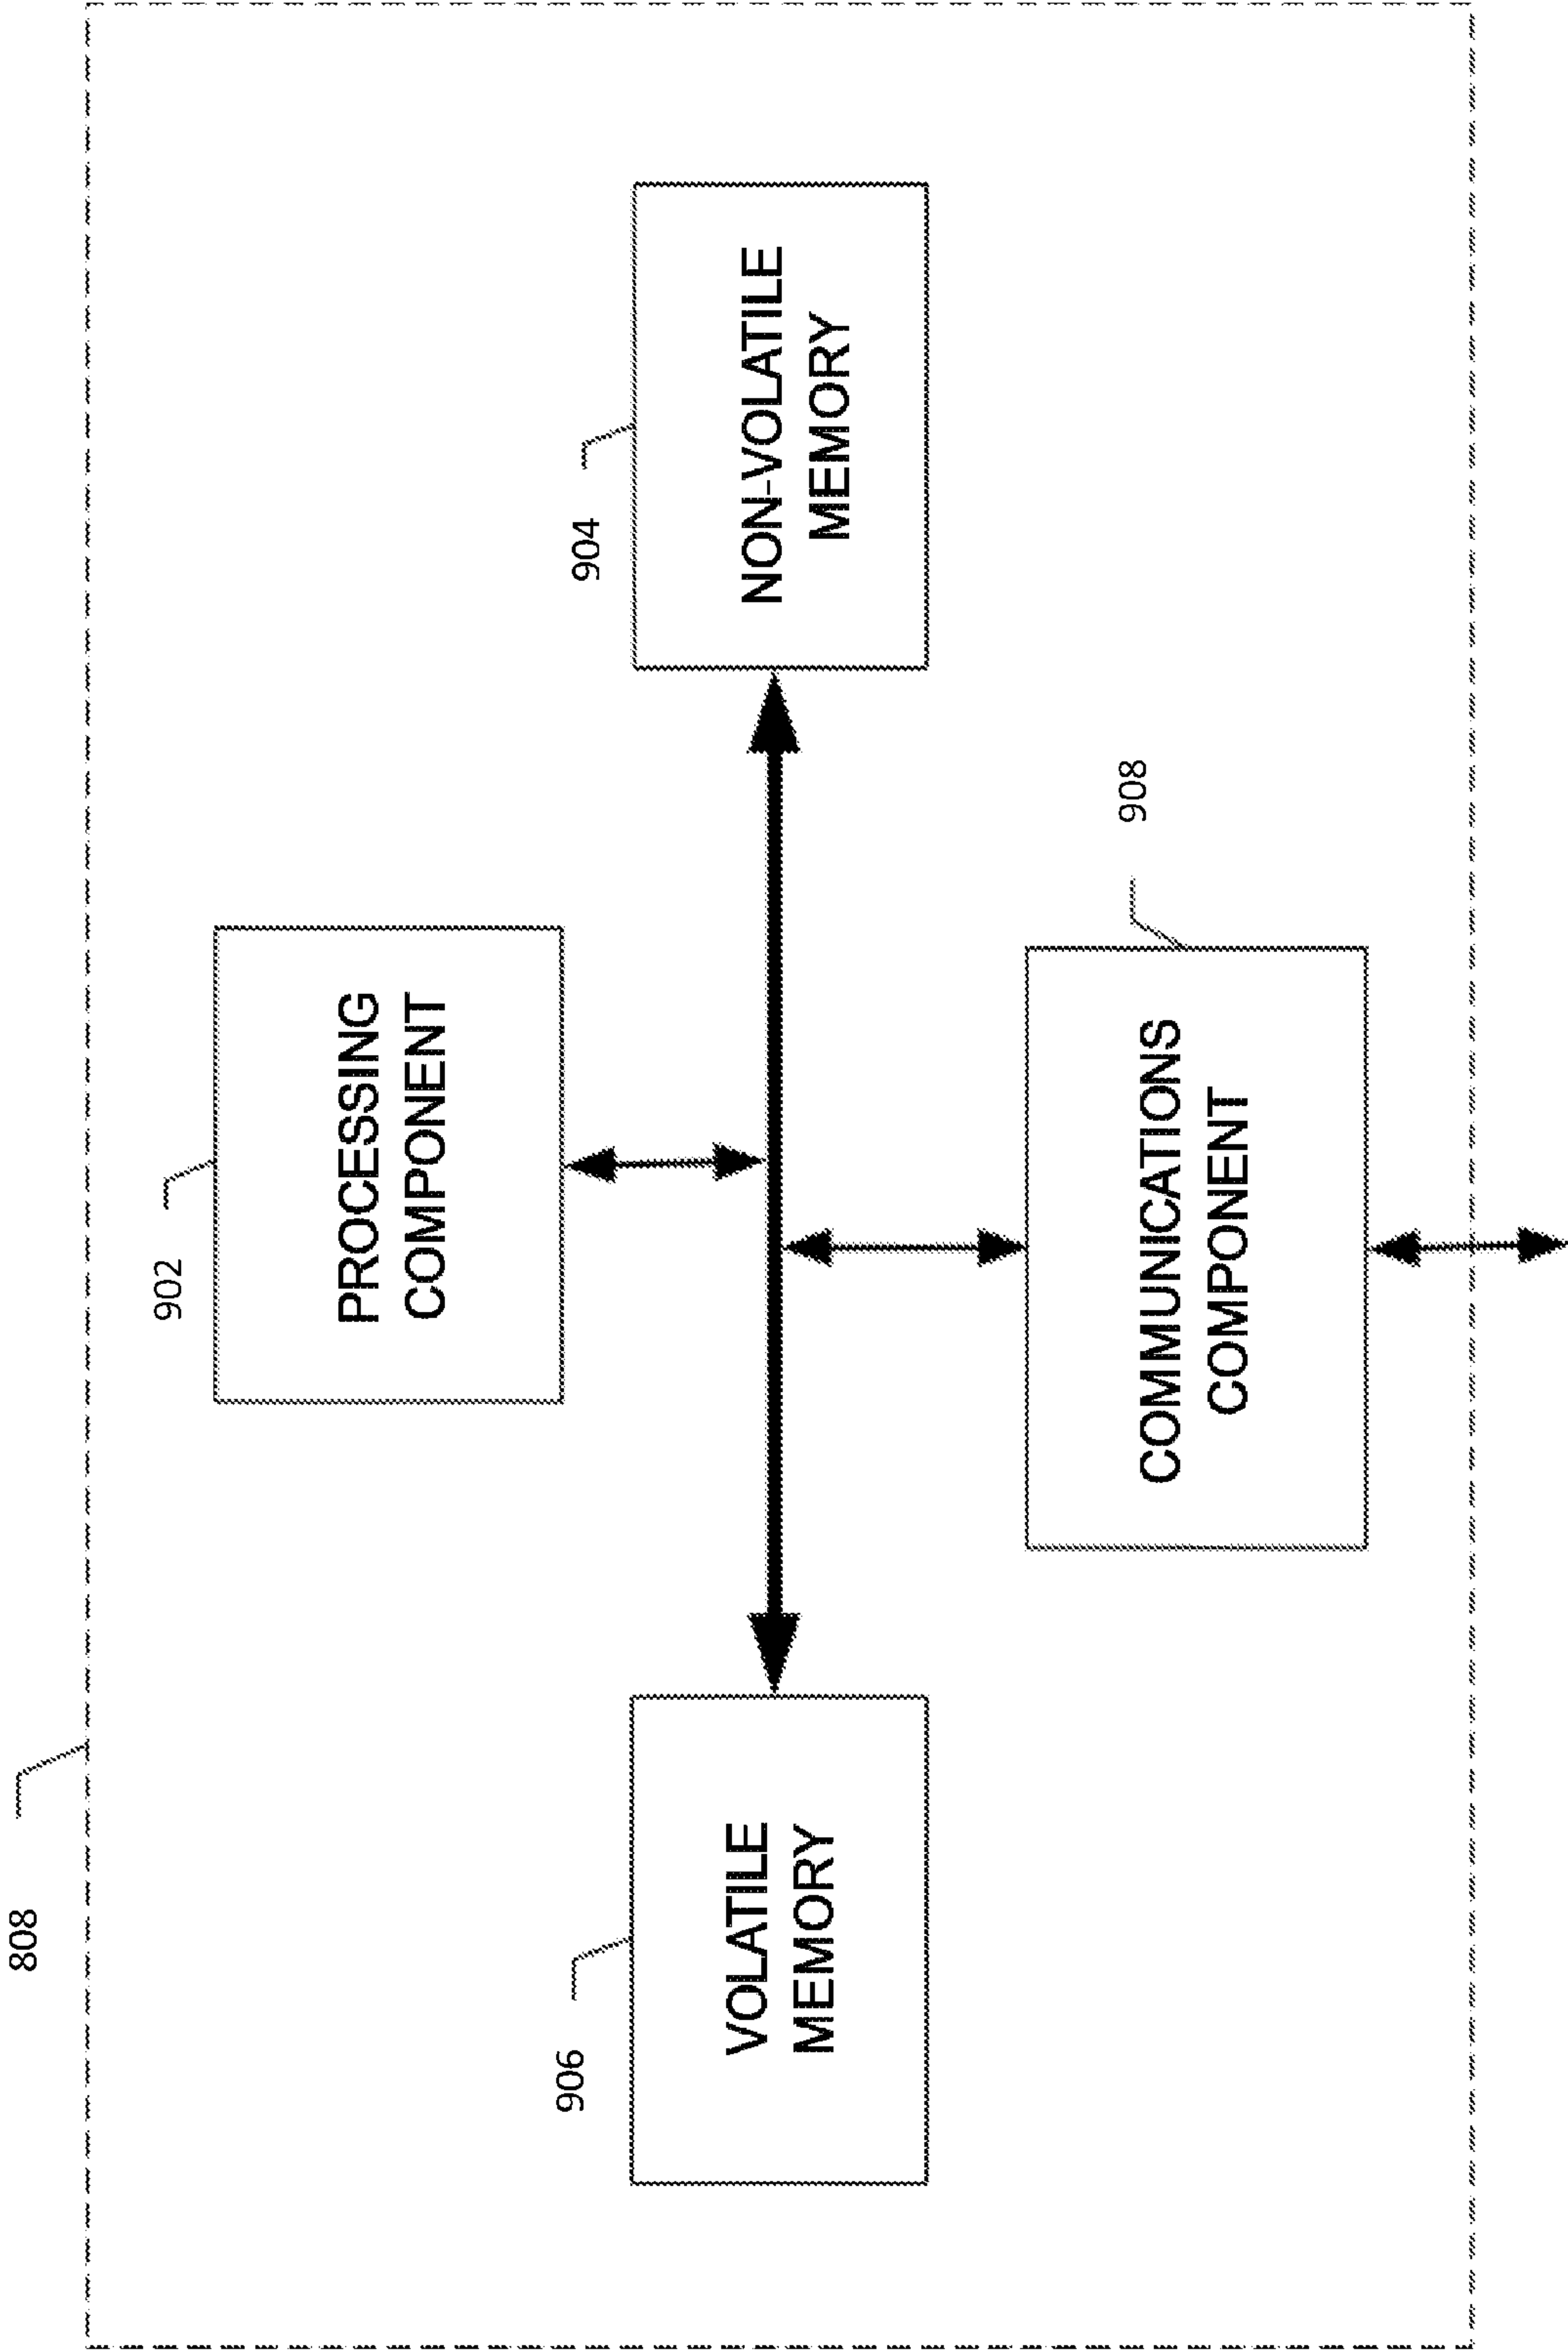 808
902
PROCESSING
COMPONENT
906
VOLATILE
MEMORY
904
NON-VOLATILE
MEMORY
908
COMMUNICATIONS
COMPONENT